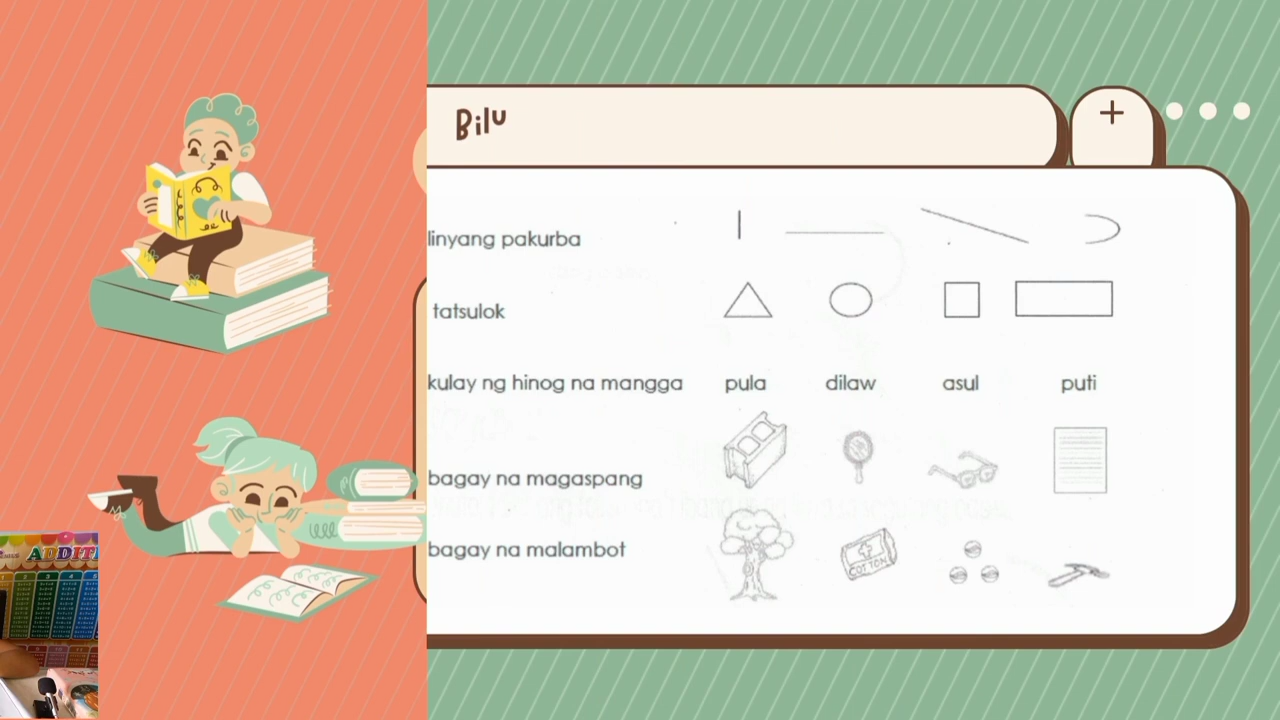 Bilu
linyang pakurba
tatsulok
kulay ng hinog na mangga pula dilaw asul puti
bagay na magaspang
bagay na malambot
COTTON
ADDITI